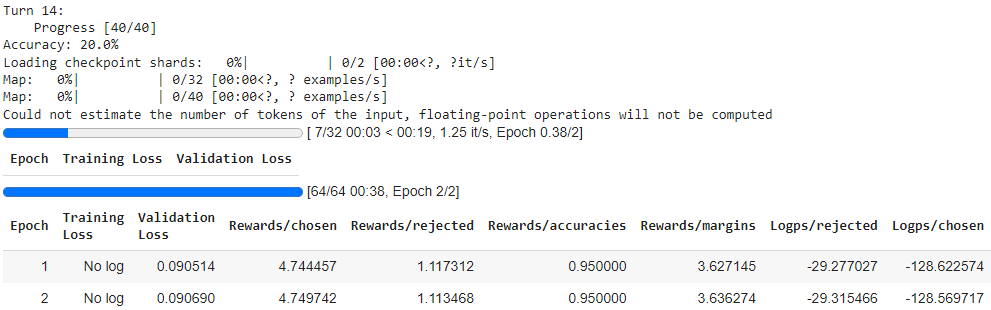 Turn 14:
Progress [40/40]
Accuracy: 20.0%
Loading checkpoint shards:   0%|          | 0/2 [00:00<?, ?it/s]
Map:   0%|          | 0/32 [00:00<?, ? examples/s]
Map:   0%|          | 0/40 [00:00<?, ? examples/s]
Could not estimate the number of tokens of the input, floating-point operations will not be computed
[ 7/32 00:03 < 00:19, 1.25 it/s, Epoch 0.38/2]
Epoch Training Loss Validation Loss
[64/64 00:38, Epoch 2/2]
Epoch Training Loss Validation Loss Rewards/chosen Rewards/rejected Rewards/accuracies Rewards/margins Logps/rejected Logps/chosen
1 No log 0.090514 4.744457 1.117312 0.950000 3.627145 -29.277027 -128.622574
2 No log 0.090690 4.749742 1.113468 0.950000 3.636274 -29.315466 -128.569717